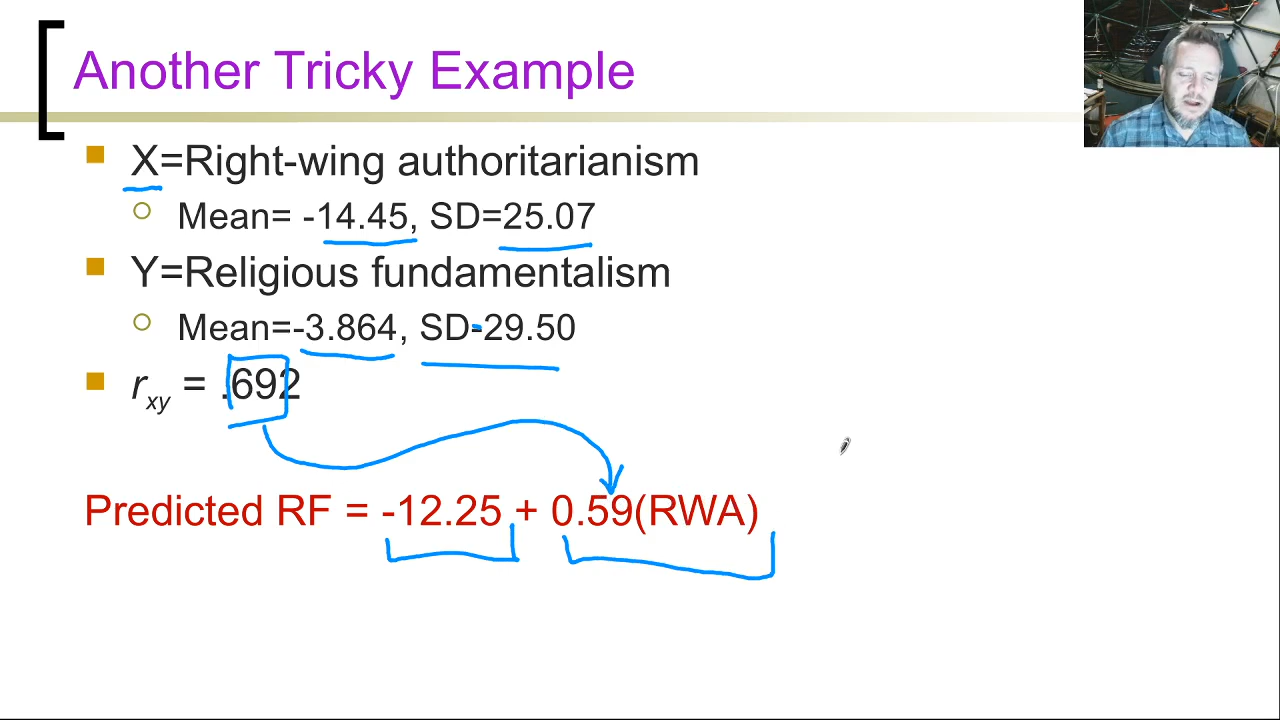 Another Tricky Example
X=Right-wing authoritarianism
Mean= -14.45, SD=25.07
Y=Religious fundamentalism
Mean=-3.864, SD-29.50
rxy = .692
Predicted RF = -12.25 + 0.59(RWA)